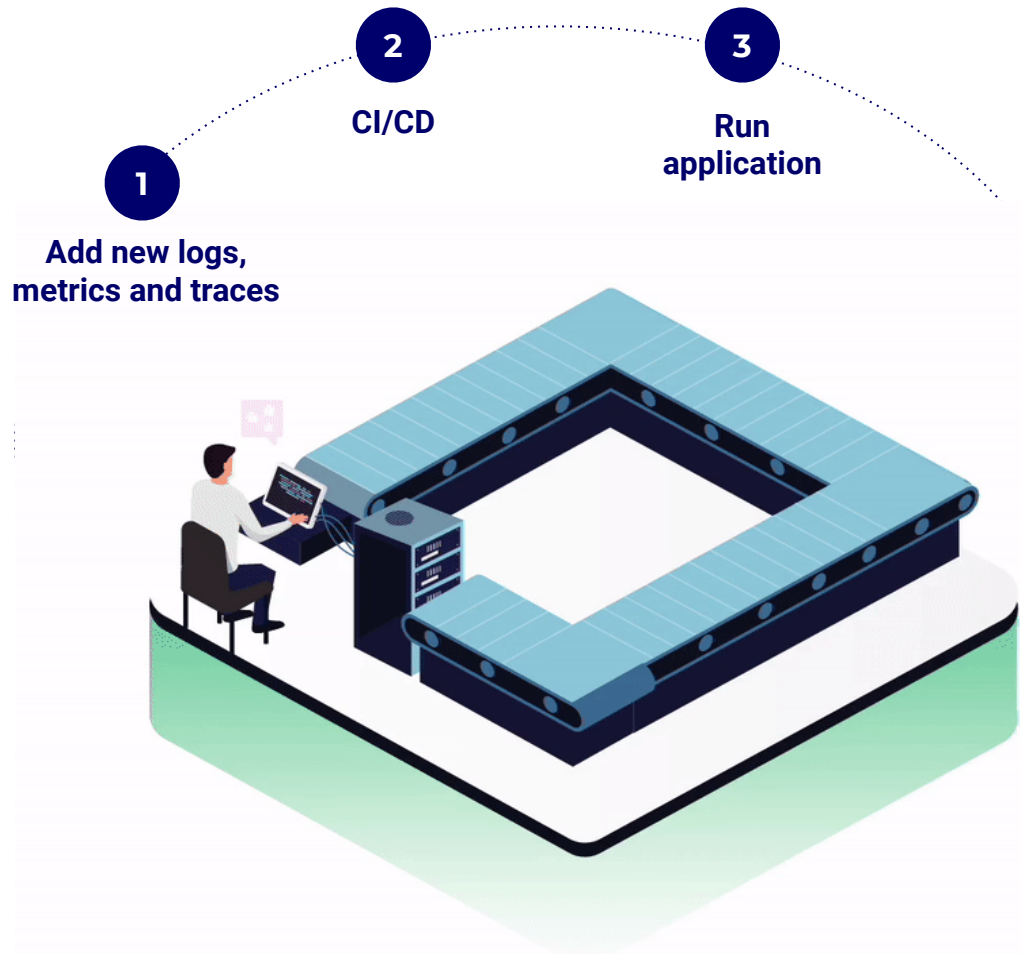 1
Add new logs,
metrics and traces
2
CI/CD
3
Run
application